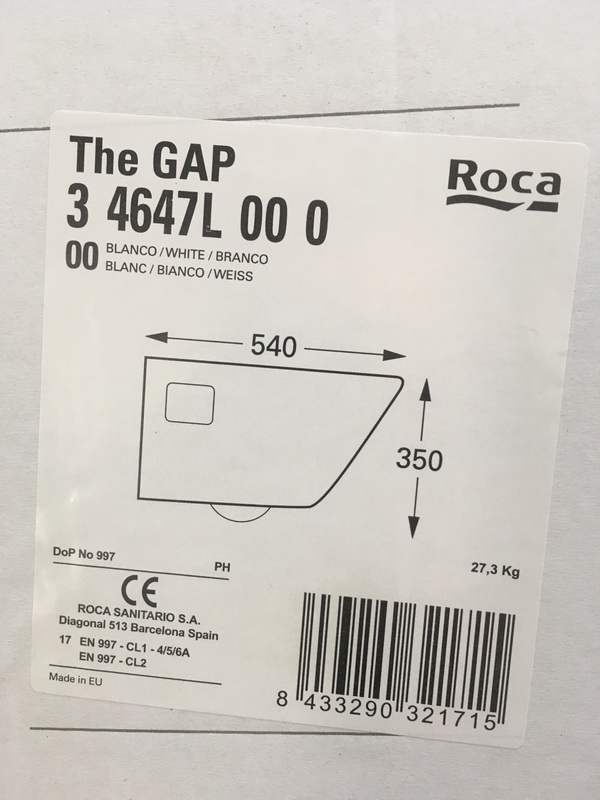 The GAP
Roca
3 4647L 00 0
00 BLANCO / WHITE / BRANCO
BLANC / BIANCO / WEISS
540
350
DoP No 997
PH
27,3 Kg
CE
ROCA SANITARIO S.A.
Diagonal 513 Barcelona Spain
17 EN 997 - CL1 - 4/5/6A
EN 997 - CL2
Made in EU
8 433290 321715